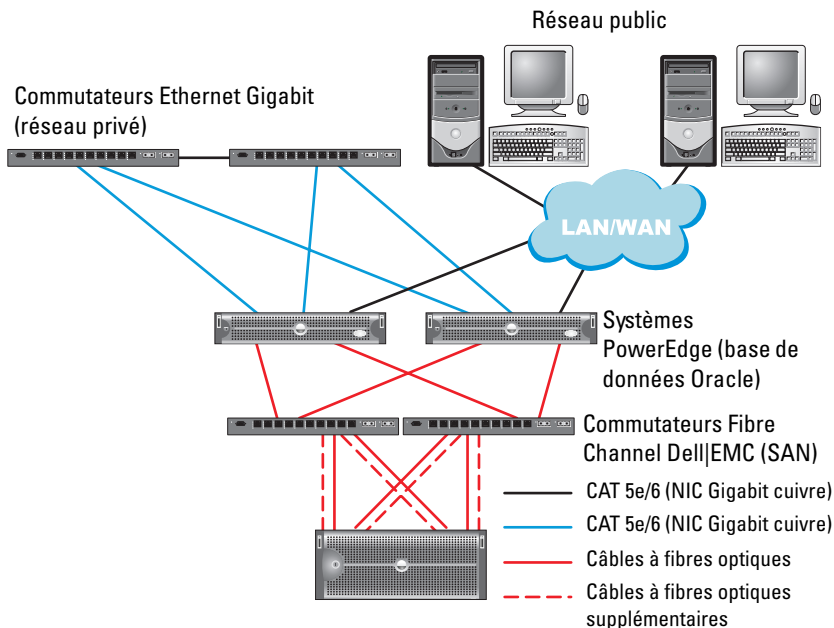 Réseau public
Commutateurs Ethernet Gigabit
(réseau privé)
LAN/WAN
Systèmes
PowerEdge (base de
données Oracle)
Commutateurs Fibre
Channel Dell|EMC (SAN)
CAT 5e/6 (NIC Gigabit cuivre)
CAT 5e/6 (NIC Gigabit cuivre)
Câbles à fibres optiques
Câbles à fibres optiques
supplémentaires